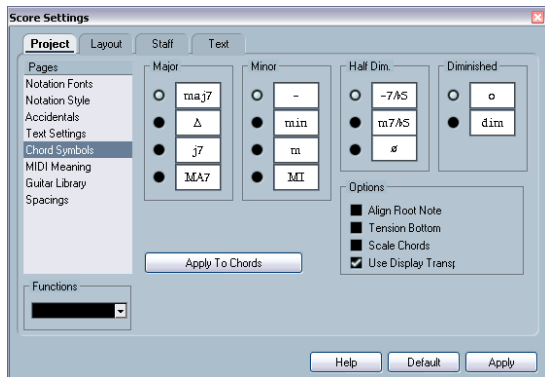 Score Settings
Project Layout Staff Text
Pages
Notation Fonts
Notation Style
Accidentals
Text Settings
Chord Symbols
MIDI Meaning
Guitar Library
Spacings
Functions
Major
maj7
Δ
j7
MA7
Minor
-
min
m
MI
Half Dim.
-7/b5
m7/b5
ø
Diminished
o
dim
Options
Align Root Note
Tension Bottom
Scale Chords
Use Display Trans
Apply To Chords
Help Default Apply